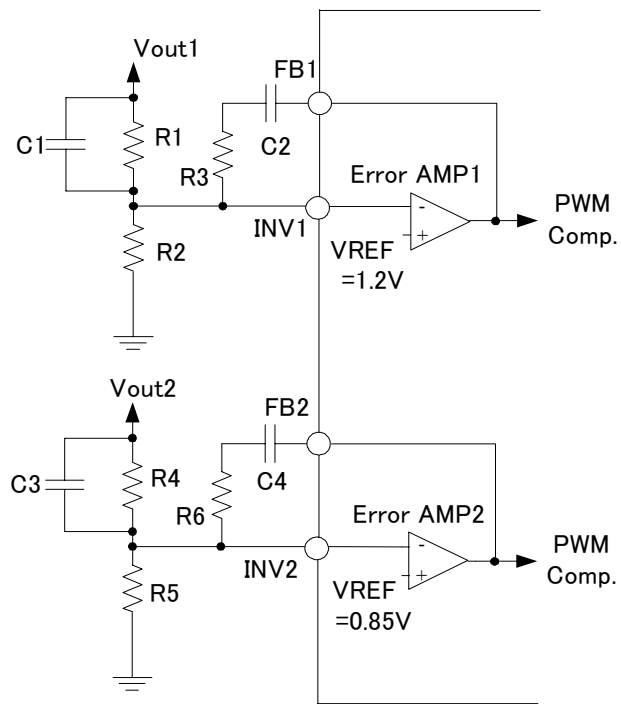 Vout1
FB1
C1
R1
C2
R3
Error AMP1
INV1
PWM
Comp.
R2
VREF
=1.2V
-
+
Vout2
FB2
C3
R4
C4
R6
Error AMP2
INV2
PWM
Comp.
R5
VREF
=0.85V
-
+